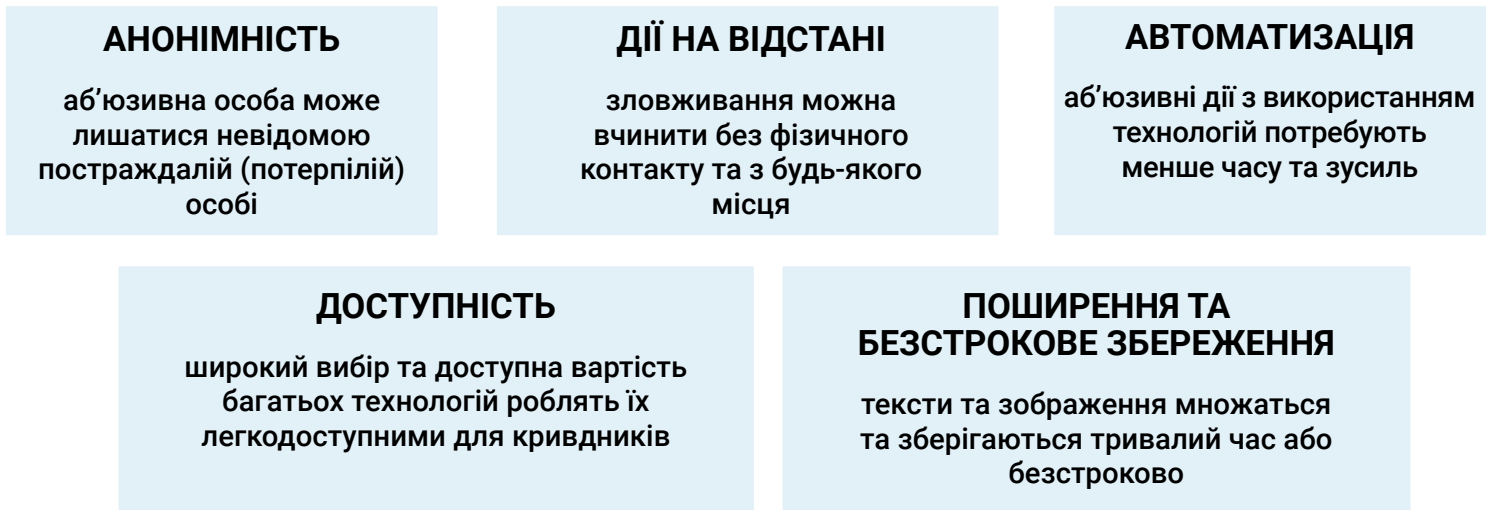 АНОНІМНІСТЬ
аб’юзивна особа може
лишатися невідомою
постраждалій (потерпілій)
особі
ДІЇ НА ВІДСТАНІ
зловживання можна
вчинити без фізичного
контакту та з будь-якого
місця
АВТОМАТИЗАЦІЯ
аб’юзивні дії з використанням
технологій потребують
менше часу та зусиль
ДОСТУПНІСТЬ
широкий вибір та доступна вартість
багатьох технологій роблять їх
легкодоступними для кривдників
ПОШИРЕННЯ ТА
БЕЗСТРОКОВЕ ЗБЕРЕЖЕННЯ
тексти та зображення множаться
та зберігаються тривалий час або
безстроково